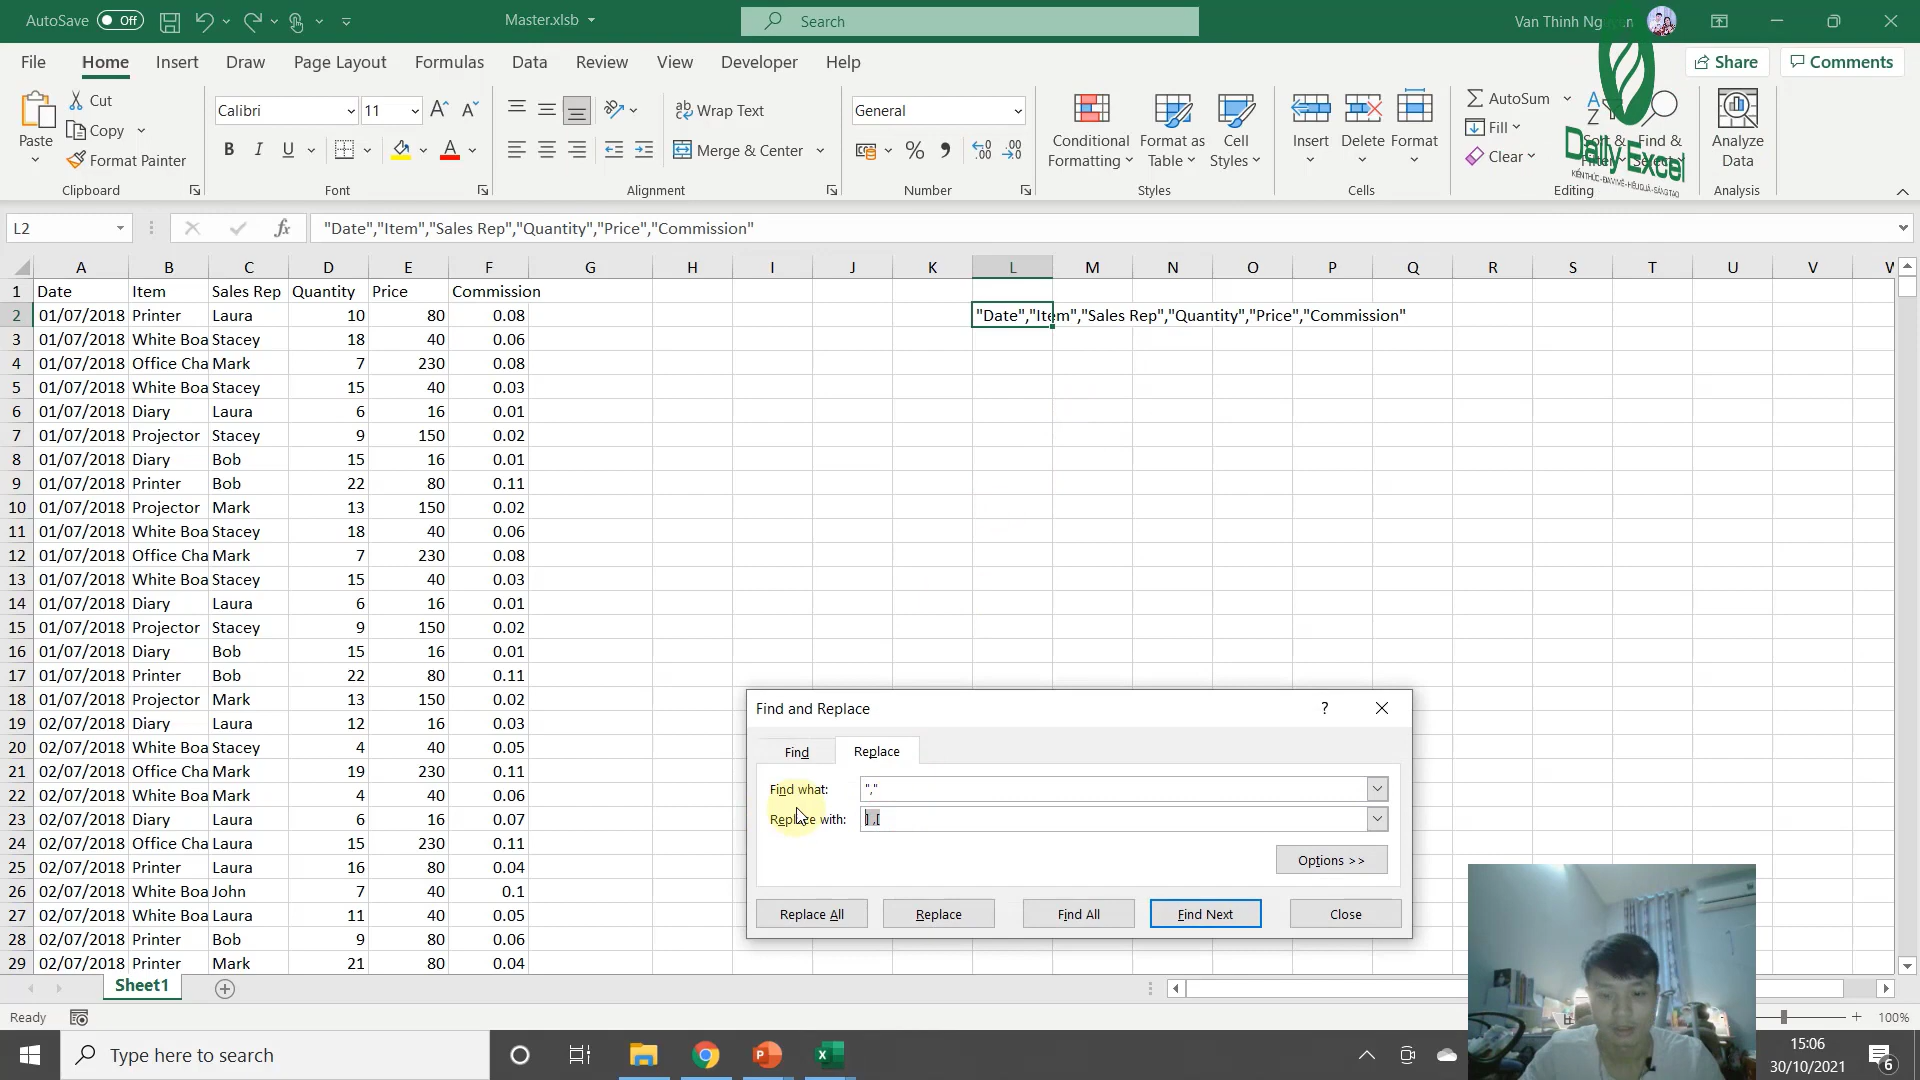 AutoSave Off Master.xlsb Search Van Thinh
File Home Insert Draw Page Layout Formulas Data Review View Developer Help Share Comments
Paste Cut Copy Format Painter Clipboard
Calibri 11 B I U Font
Wrap Text Merge & Center Alignment
General % Number
Conditional Formatting Format as Table Cell Styles Styles
Insert Delete Format Cells
AutoSum Fill Clear Sort & Find & Editing
Analyze Data Analysis
Daily Excel
KIẾN THỨC - ĐAM MÊ - HIỆU QUẢ - SÁNG TẠO
L2 fx "Date","Item","Sales Rep","Quantity","Price","Commission"
A B C D E F G H I J K L M N O P Q R S T U V W
1 Date Item Sales Rep Quantity Price Commission
2 01/07/2018 Printer Laura 10 80 0.08 "Date","Item","Sales Rep","Quantity","Price","Commission"
3 01/07/2018 White Boa Stacey 18 40 0.06
4 01/07/2018 Office Cha Mark 7 230 0.08
5 01/07/2018 White Boa Stacey 15 40 0.03
6 01/07/2018 Diary Laura 6 16 0.01
7 01/07/2018 Projector Stacey 9 150 0.02
8 01/07/2018 Diary Bob 15 16 0.01
9 01/07/2018 Printer Bob 22 80 0.11
10 01/07/2018 Projector Mark 13 150 0.02
11 01/07/2018 White Boa Stacey 18 40 0.06
12 01/07/2018 Office Cha Mark 7 230 0.08
13 01/07/2018 White Boa Stacey 15 40 0.03
14 01/07/2018 Diary Laura 6 16 0.01
15 01/07/2018 Projector Stacey 9 150 0.02
16 01/07/2018 Diary Bob 15 16 0.01
17 01/07/2018 Printer Bob 22 80 0.11
18 01/07/2018 Projector Mark 13 150 0.02
19 02/07/2018 Diary Laura 12 16 0.03
20 02/07/2018 White Boa Stacey 4 40 0.05
21 02/07/2018 Office Cha Mark 19 230 0.11
22 02/07/2018 White Boa Mark 4 40 0.06
23 02/07/2018 Diary Laura 6 16 0.07
24 02/07/2018 Office Cha Laura 15 230 0.11
25 02/07/2018 Printer Laura 16 80 0.04
26 02/07/2018 White Boa John 7 40 0.1
27 02/07/2018 White Boa Laura 11 40 0.05
28 02/07/2018 Printer Bob 9 80 0.06
29 02/07/2018 Printer Mark 21 80 0.04
Find and Replace ?
Find Replace
Find what: ","
Replace with: ],[
Options >>
Replace All Replace Find All Find Next Close
Sheet1
Ready 100%
Type here to search 15:06
30/10/2021 6